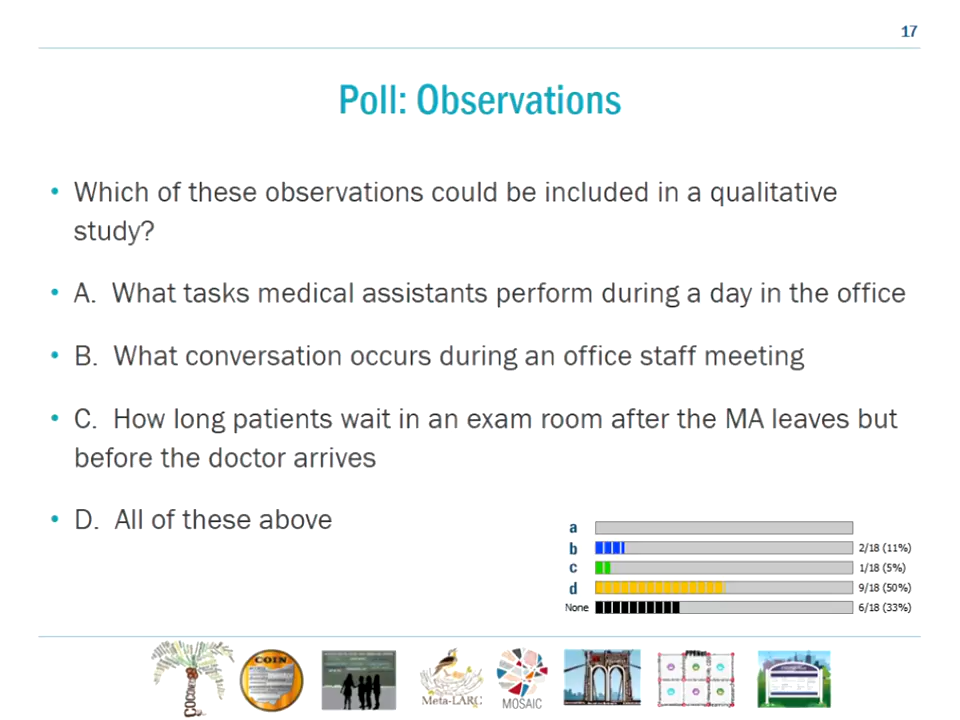 17
Poll: Observations
• Which of these observations could be included in a qualitative
study?
• A. What tasks medical assistants perform during a day in the office
• B. What conversation occurs during an office staff meeting
• C. How long patients wait in an exam room after the MA leaves but
before the doctor arrives
• D. All of these above
a
b 2/18 (11%)
c 1/18 (5%)
d 9/18 (50%)
None 6/18 (33%)
COCONET
COIN
Meta-LARC
MOSAIC